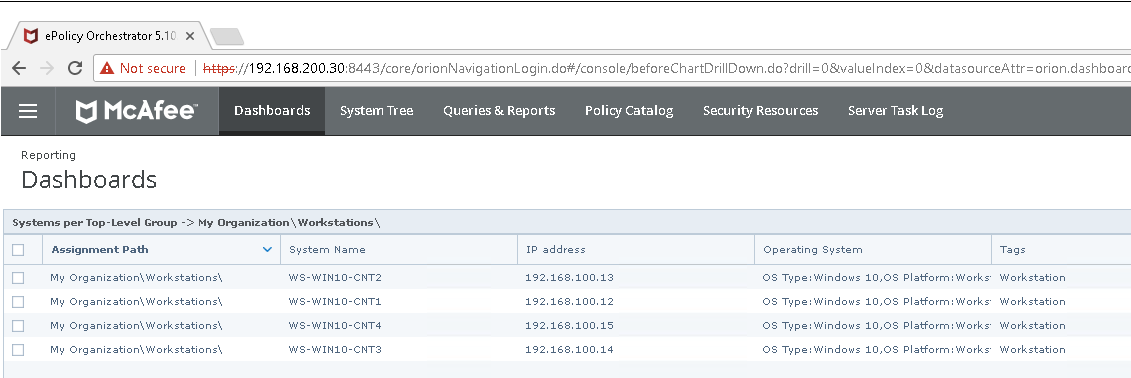 ePolicy Orchestrator 5.10
Not secure https://192.168.200.30:8443/core/orionNavigationLogin.do#/console/beforeChartDrillDown.do?drill=0&valueIndex=0&datasourceAttr=orion.dashboard
McAfee™ Dashboards System Tree Queries & Reports Policy Catalog Security Resources Server Task Log
Reporting
Dashboards
Systems per Top-Level Group -> My Organization\Workstations\
Assignment Path System Name IP address Operating System Tags
My Organization\Workstations\ WS-WIN10-CNT2 192.168.100.13 OS Type:Windows 10,OS Platform:Works Workstation
My Organization\Workstations\ WS-WIN10-CNT1 192.168.100.12 OS Type:Windows 10,OS Platform:Works Workstation
My Organization\Workstations\ WS-WIN10-CNT4 192.168.100.15 OS Type:Windows 10,OS Platform:Works Workstation
My Organization\Workstations\ WS-WIN10-CNT3 192.168.100.14 OS Type:Windows 10,OS Platform:Works Workstation